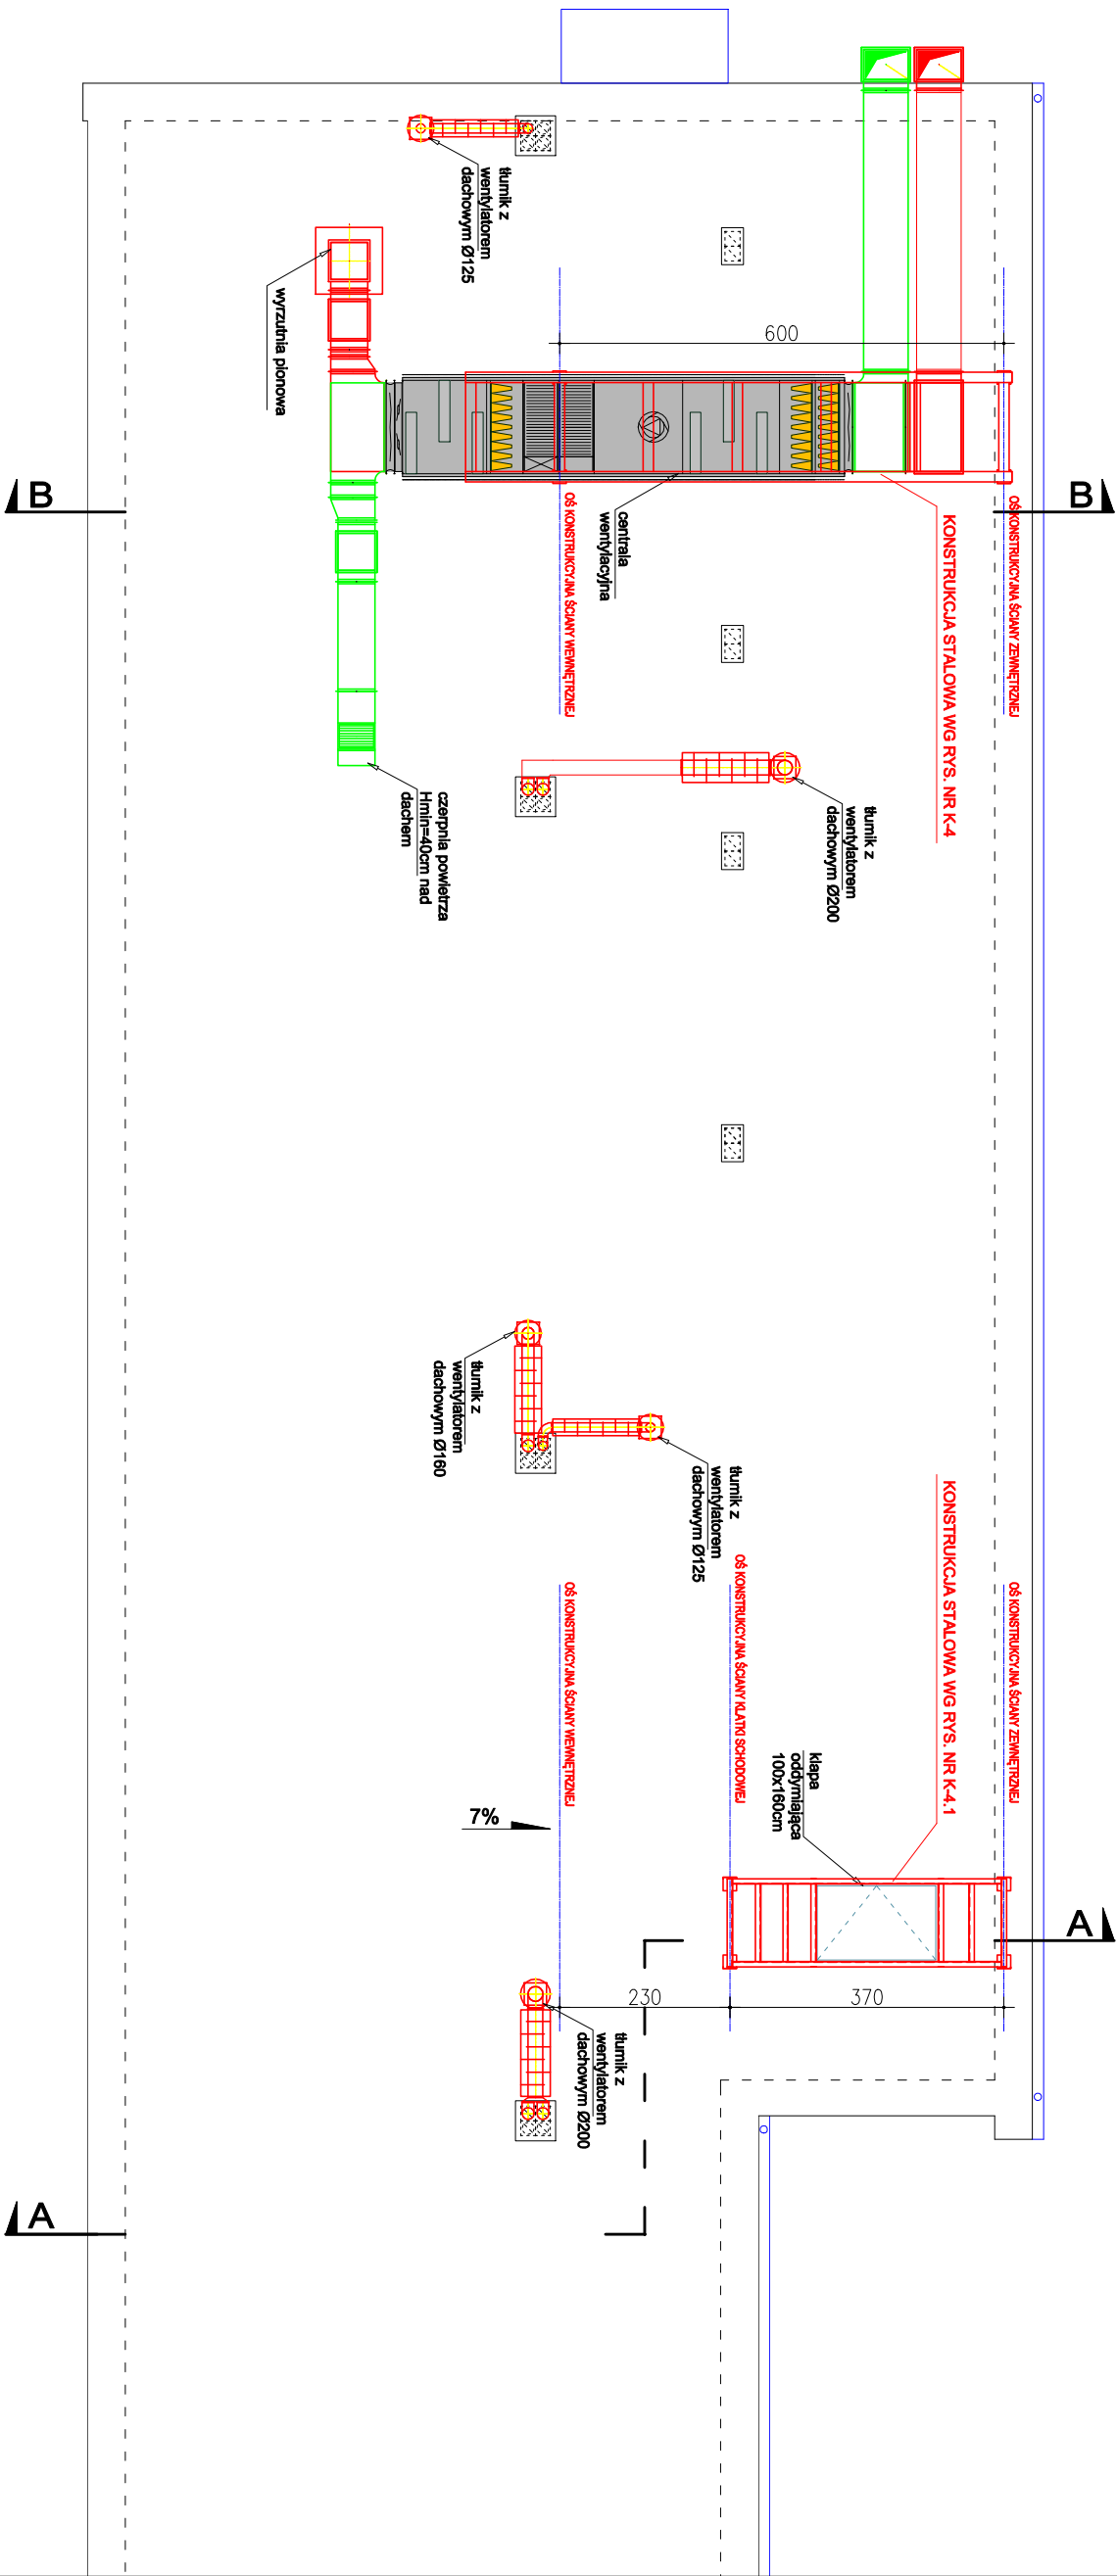 tłumik z
wentylatorem
dachowym Ø125
wyrzutnia pionowa
600
B
B
OŚ KONSTRUKCYJNA ŚCIANY ZEWNĘTRZNEJ
KONSTRUKCJA STALOWA WG RYS. NR K-4
centrala
wentylacyjna
OŚ KONSTRUKCYJNA ŚCIANY WEWNĘTRZNEJ
tłumik z
wentylatorem
dachowym Ø200
czerpnia powietrza
Hmin=40cm nad
dachem
tłumik z
wentylatorem
dachowym Ø160
tłumik z
wentylatorem
dachowym Ø125
OŚ KONSTRUKCYJNA ŚCIANY ZEWNĘTRZNEJ
KONSTRUKCJA STALOWA WG RYS. NR K-4.1
OŚ KONSTRUKCYJNA ŚCIANY KLATKI SCHODOWEJ
OŚ KONSTRUKCYJNA ŚCIANY WEWNĘTRZNEJ
klapa
oddymiająca
100x160cm
7%
A
230
370
tłumik z
wentylatorem
dachowym Ø200
A